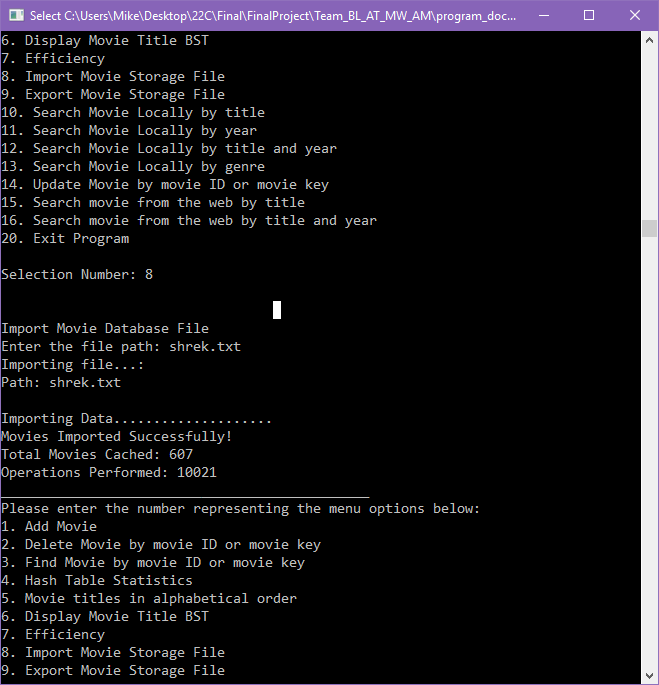 Select C:\Users\Mike\Desktop\22C\Final\FinalProject\Team_BL_AT_MW_AM\program_doc...
6. Display Movie Title BST
7. Efficiency
8. Import Movie Storage File
9. Export Movie Storage File
10. Search Movie Locally by title
11. Search Movie Locally by year
12. Search Movie Locally by title and year
13. Search Movie Locally by genre
14. Update Movie by movie ID or movie key
15. Search movie from the web by title
16. Search movie from the web by title and year
20. Exit Program
Selection Number: 8
Import Movie Database File
Enter the file path: shrek.txt
Importing file...:
Path: shrek.txt
Importing Data....................
Movies Imported Successfully!
Total Movies Cached: 607
Operations Performed: 10021
______________________________________________
Please enter the number representing the menu options below:
1. Add Movie
2. Delete Movie by movie ID or movie key
3. Find Movie by movie ID or movie key
4. Hash Table Statistics
5. Movie titles in alphabetical order
6. Display Movie Title BST
7. Efficiency
8. Import Movie Storage File
9. Export Movie Storage File